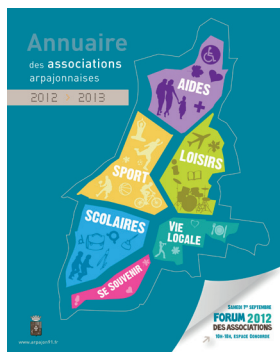 Annuaire
des associations
arpajonnaises
2012 > 2013
AIDES
LOISIRS
SPORT
SCOLAIRES
VIE
LOCALE
SE SOUVENIR
SAMEDI 1ER SEPTEMBRE
FORUM 2012
DES ASSOCIATIONS
10H-18H, ESPACE CONCORDE
www.arpajon91.fr